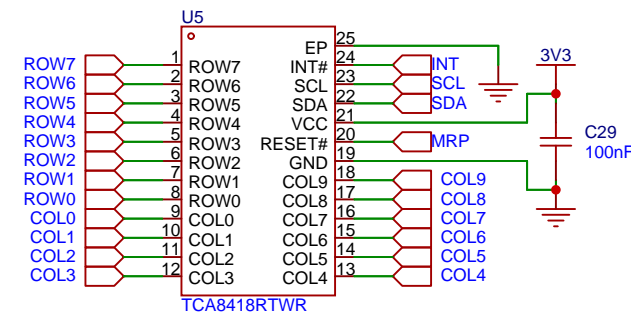 U5
EP 25
3V3
ROW7 1 ROW7 INT# 24 INT
ROW6 2 ROW6 SCL 23 SCL
ROW5 3 ROW5 SDA 22 SDA
ROW4 4 ROW4 VCC 21
ROW3 5 ROW3 RESET# 20 MRP
C29
100nF
ROW2 6 ROW2 GND 19
ROW1 7 ROW1 COL9 18 COL9
ROW0 8 ROW0 COL8 17 COL8
COL0 9 COL0 COL7 16 COL7
COL1 10 COL1 COL6 15 COL6
COL2 11 COL2 COL5 14 COL5
COL3 12 COL3 COL4 13 COL4
TCA8418RTWR